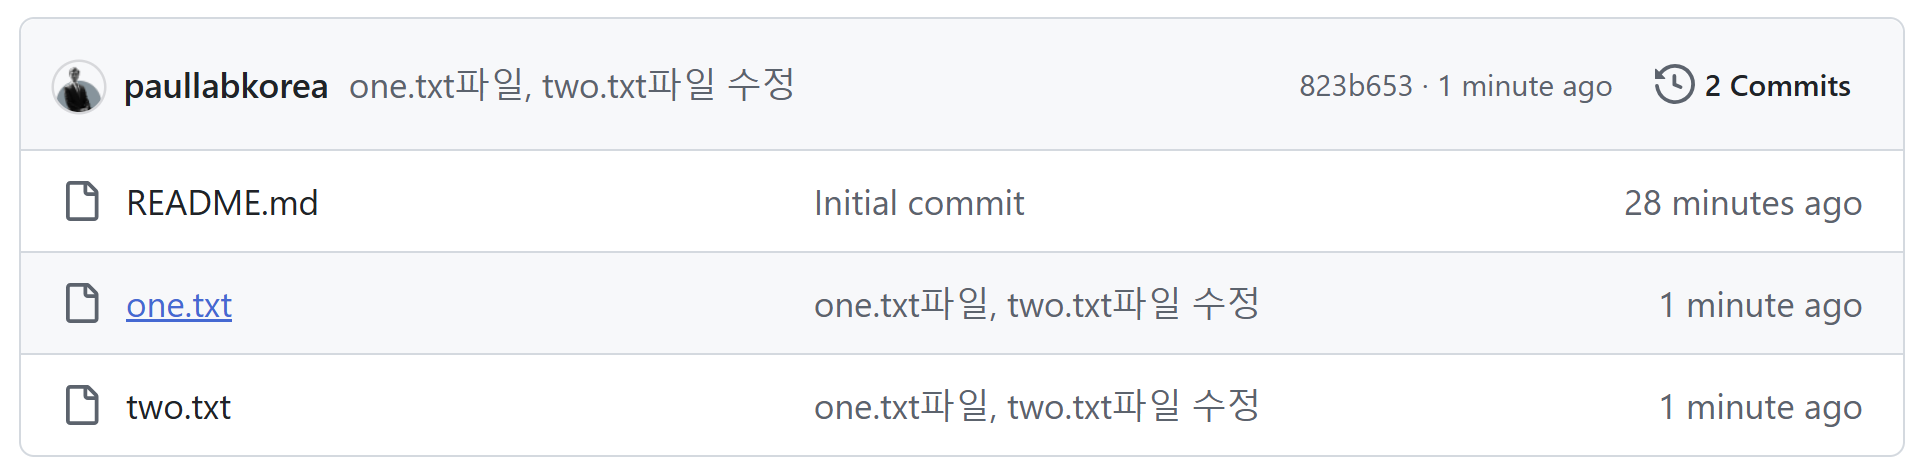 paullabkorea one.txt파일, two.txt파일 수정 823b653 · 1 minute ago 2 Commits
README.md Initial commit 28 minutes ago
one.txt one.txt파일, two.txt파일 수정 1 minute ago
two.txt one.txt파일, two.txt파일 수정 1 minute ago